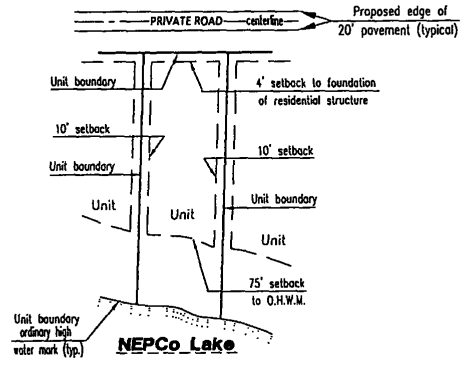 PRIVATE ROAD centerline
Proposed edge of
20' pavement (typical)
Unit boundary
4' setback to foundation
of residential structure
10' setback
10' setback
Unit boundary
Unit boundary
Unit
Unit
Unit
75' setback
to O.H.W.M.
Unit boundary
ordinary high
water mark (typ.)
NEPCo Lake